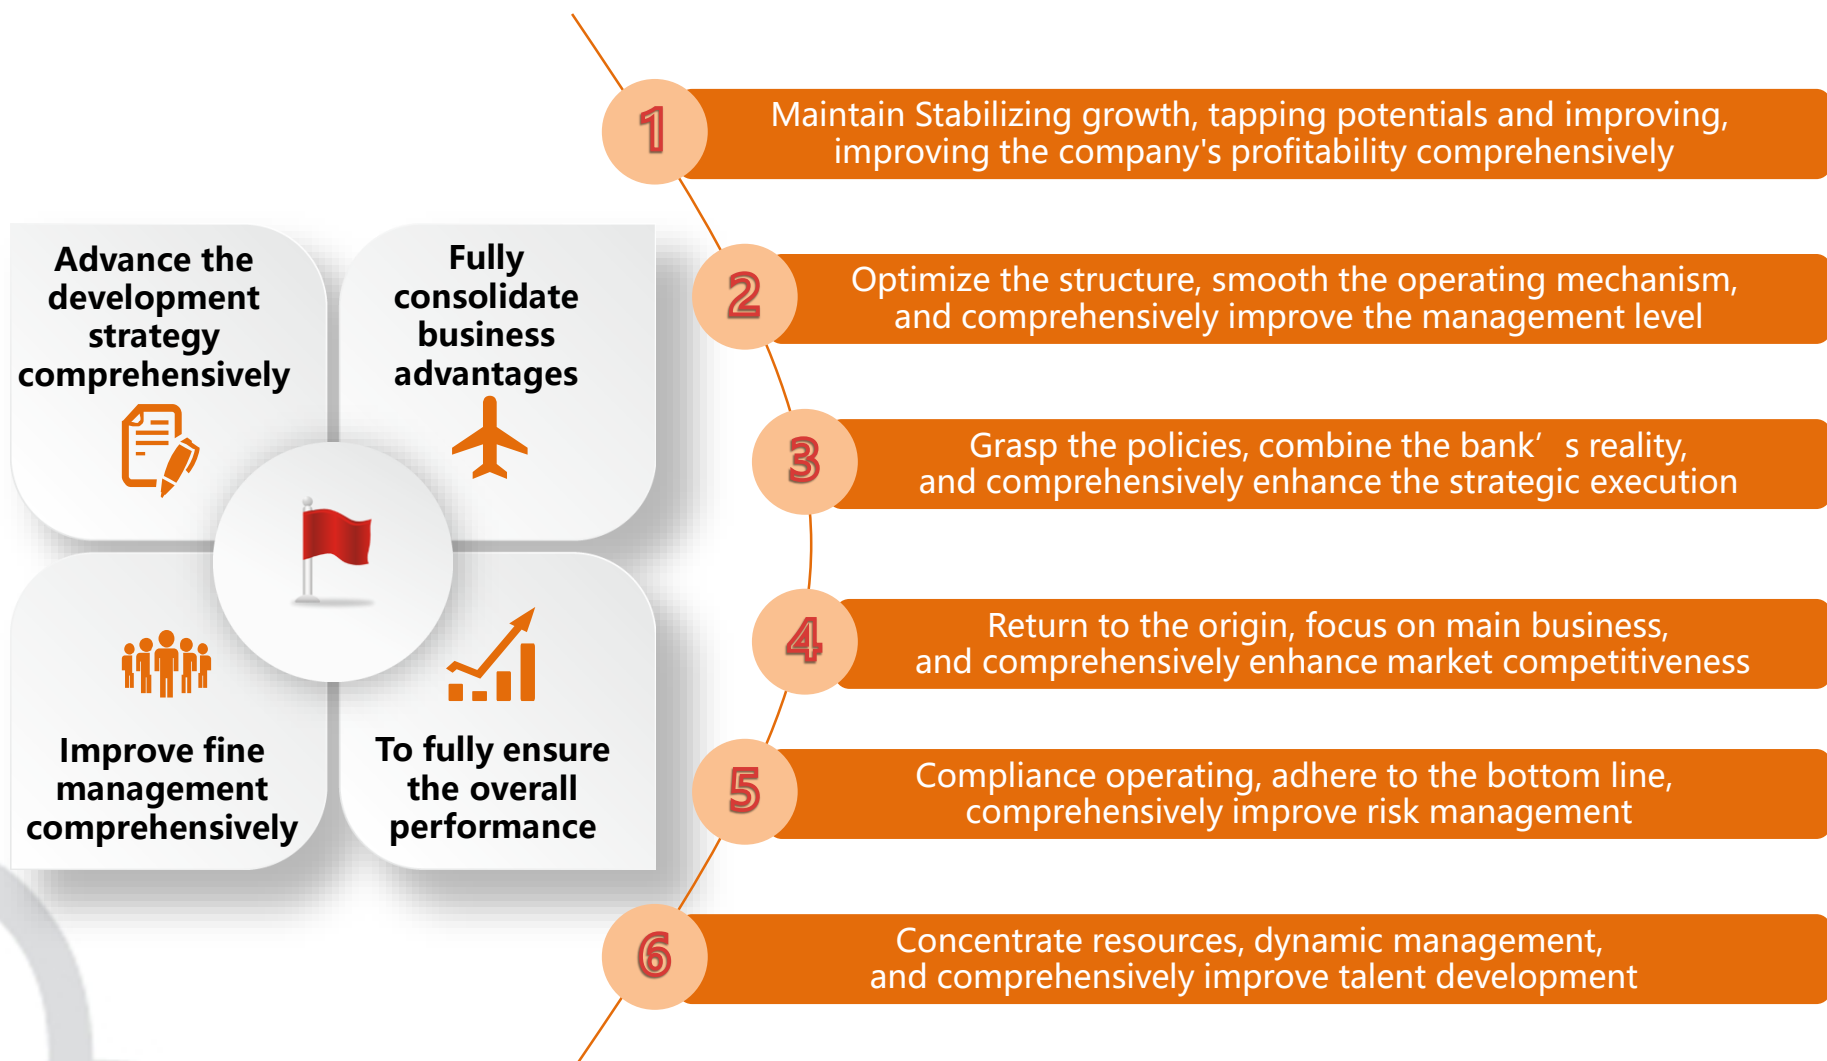 Advance the
development
strategy
comprehensively
Fully
consolidate
business
advantages
Improve fine
management
comprehensively
To fully ensure
the overall
performance
1
Maintain Stabilizing growth, tapping potentials and improving,
improving the company's profitability comprehensively
2
Optimize the structure, smooth the operating mechanism,
and comprehensively improve the management level
3
Grasp the policies, combine the bank’ s reality,
and comprehensively enhance the strategic execution
4
Return to the origin, focus on main business,
and comprehensively enhance market competitiveness
5
Compliance operating, adhere to the bottom line,
comprehensively improve risk management
6
Concentrate resources, dynamic management,
and comprehensively improve talent development